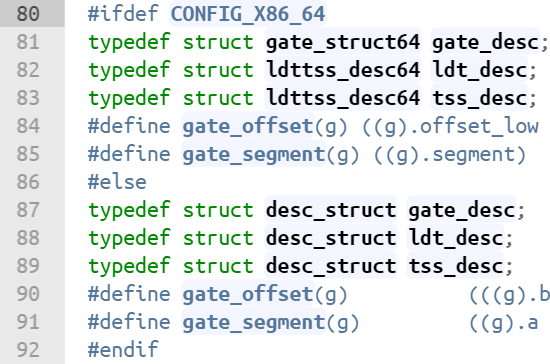 80 #ifdef CONFIG_X86_64
81 typedef struct gate_struct64 gate_desc;
82 typedef struct ldttss_desc64 ldt_desc;
83 typedef struct ldttss_desc64 tss_desc;
84 #define gate_offset(g) ((g).offset_low
85 #define gate_segment(g) ((g).segment)
86 #else
87 typedef struct desc_struct gate_desc;
88 typedef struct desc_struct ldt_desc;
89 typedef struct desc_struct tss_desc;
90 #define gate_offset(g)          (((g).b
91 #define gate_segment(g)         ((g).a
92 #endif